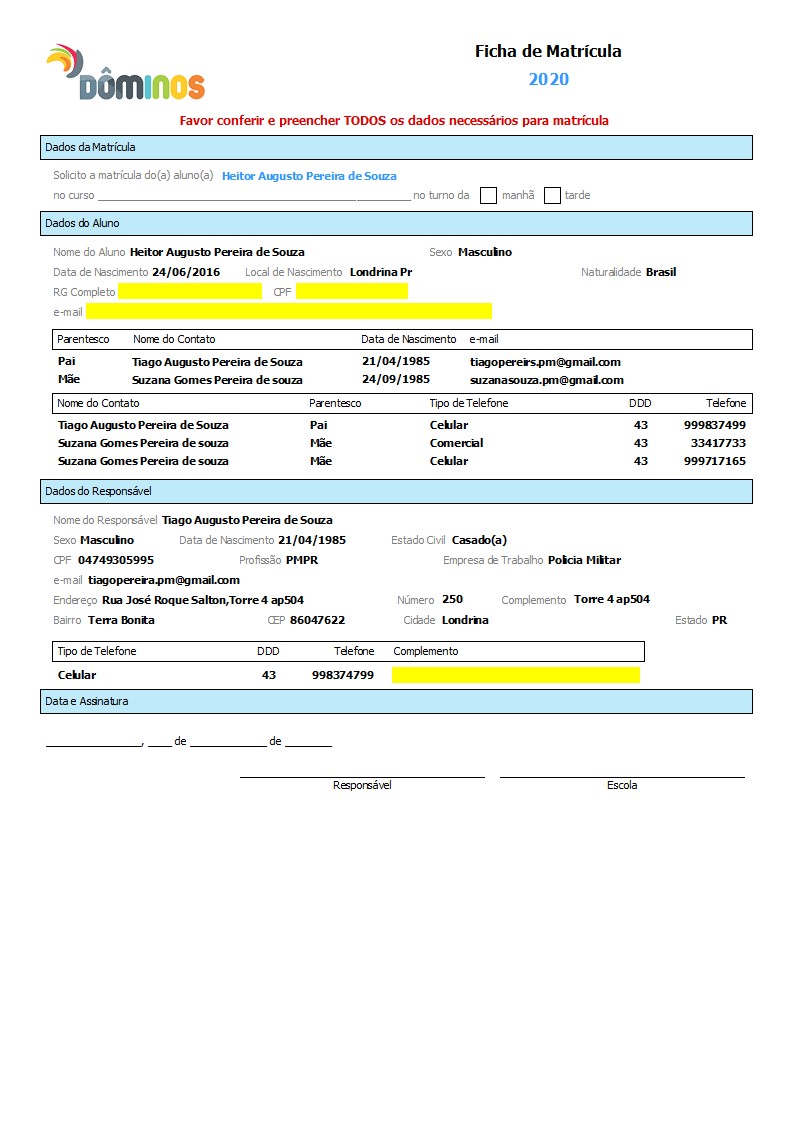 DÔMINOS
Ficha de Matrícula
2020
Favor conferir e preencher TODOS os dados necessários para matrícula
Dados da Matrícula
Solicito a matrícula do(a) aluno(a) Heitor Augusto Pereira de Souza
no curso ______________________________ no turno da manhã tarde
Dados do Aluno
Nome do Aluno Heitor Augusto Pereira de Souza Sexo Masculino
Data de Nascimento 24/06/2016 Local de Nascimento Londrina Pr Naturalidade Brasil
RG Completo CPF
e-mail
Parentesco Nome do Contato Data de Nascimento e-mail
Pai Tiago Augusto Pereira de Souza 21/04/1985 tiagopereirs.pm@gmail.com
Mãe Suzana Gomes Pereira de souza 24/09/1985 suzanasouza.pm@gmail.com
Nome do Contato Parentesco Tipo de Telefone DDD Telefone
Tiago Augusto Pereira de Souza Pai Celular 43 999837499
Suzana Gomes Pereira de souza Mãe Comercial 43 33417733
Suzana Gomes Pereira de souza Mãe Celular 43 999717165
Dados do Responsável
Nome do Responsável Tiago Augusto Pereira de Souza
Sexo Masculino Data de Nascimento 21/04/1985 Estado Civil Casado(a)
CPF 04749305995 Profissão PMPR Empresa de Trabalho Policia Militar
e-mail tiagopereira.pm@gmail.com
Endereço Rua José Roque Salton,Torre 4 ap504 Número 250 Complemento Torre 4 ap504
Bairro Terra Bonita CEP 86047622 Cidade Londrina Estado PR
Tipo de Telefone DDD Telefone Complemento
Celular 43 998374799
Data e Assinatura
________________, ____ de _____________ de ________
Responsável Escola